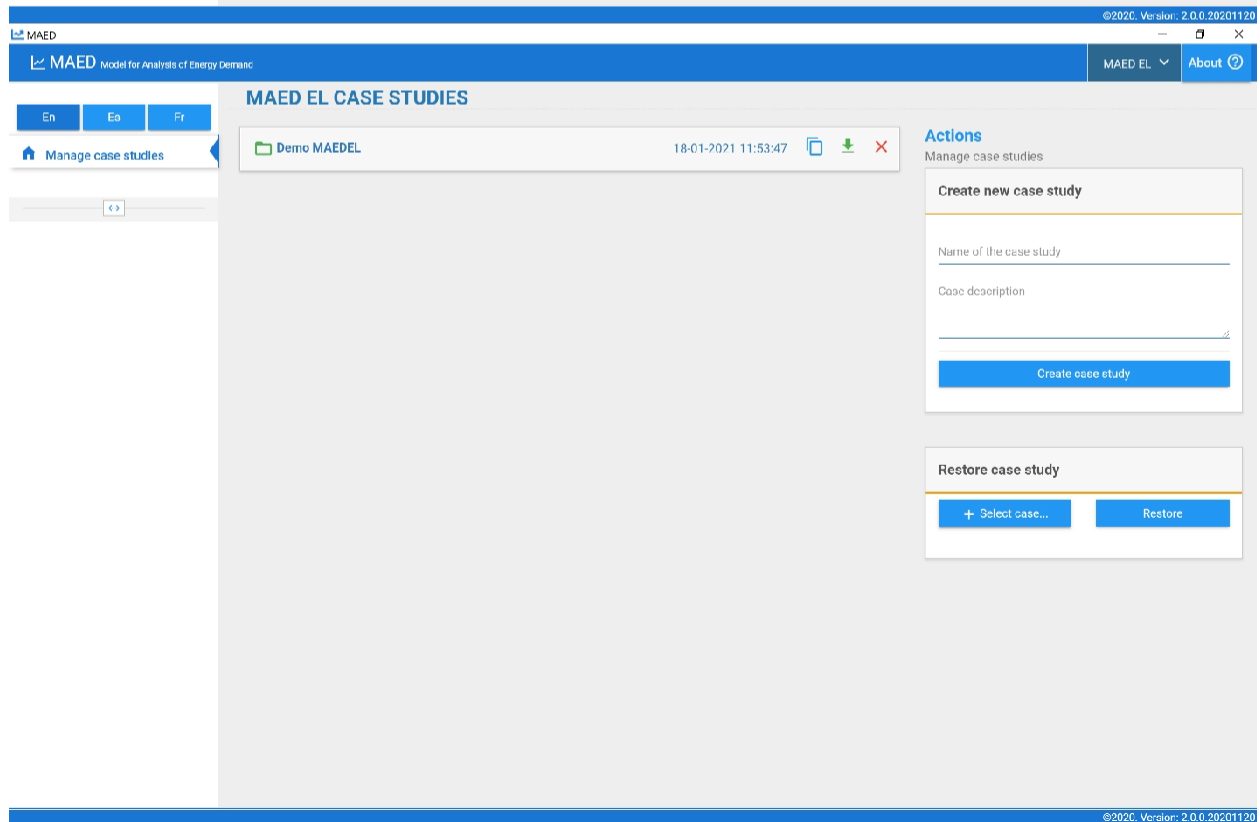 ©2020. Version: 2.0.0.20201120
MAED
MAED Model for Analysis of Energy Demand
MAED EL
About
En
Es
Fr
Manage case studies
MAED EL CASE STUDIES
Demo MAEDEL
18-01-2021 11:53:47
Actions
Manage case studies
Create new case study
Name of the case study
Case description
Create case study
Restore case study
+ Select case...
Restore
©2020. Version: 2.0.0.20201120